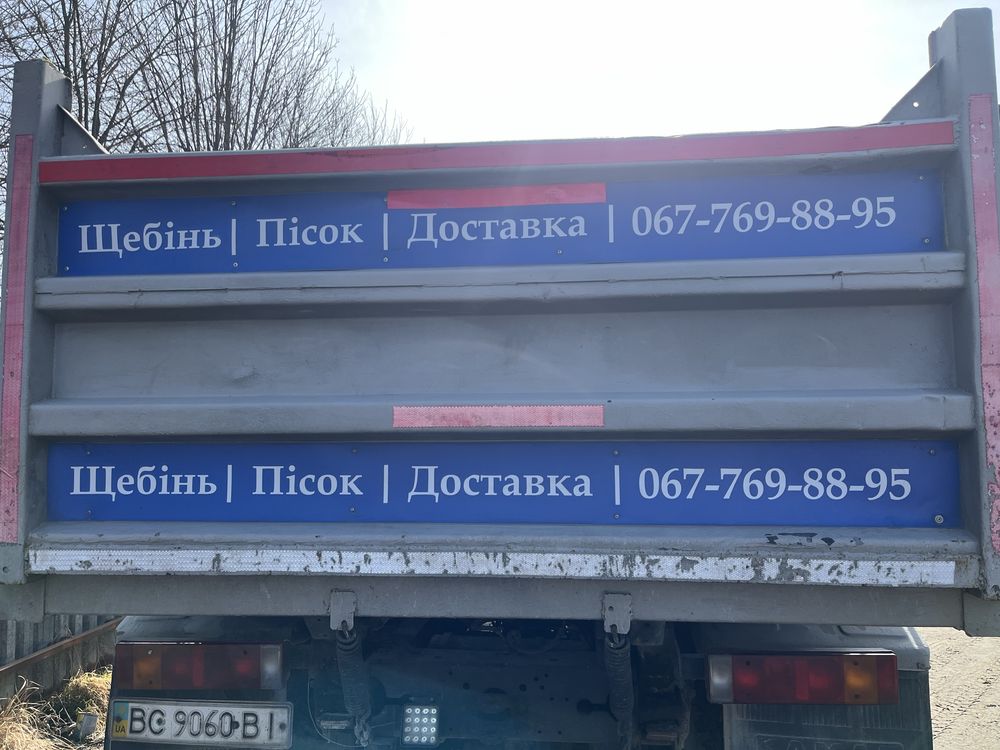 Щебінь | Пісок | Доставка | 067-769-88-95
Щебінь | Пісок | Доставка | 067-769-88-95
UA BC 9060 BI